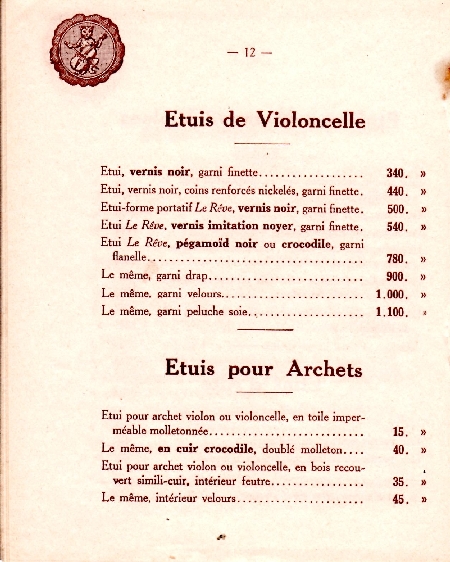 — 12 —
Etuis de Violoncelle
Etui, vernis noir, garni finette................... 340. »
Etui, vernis noir, coins renforcés nickelés, garni finette. 440. »
Etui-forme portatif Le Rêve, vernis noir, garni finette. 500. »
Etui Le Rêve, vernis imitation noyer, garni finette. 540. »
Etui Le Rêve, pégamoïd noir ou crocodile, garni
flanelle....................................... 780. »
Le même, garni drap............................ 900. »
Le même, garni velours......................... 1.000. »
Le même, garni peluche soie.................... 1.100. »
Etuis pour Archets
Etui pour archet violon ou violoncelle, en toile imper-
méable molletonnée............................ 15. »
Le même, en cuir crocodile, doublé molleton.... 40. »
Etui pour archet violon ou violoncelle, en bois recou-
vert simili-cuir, intérieur feutre................. 35. »
Le même, intérieur velours....................... 45. »